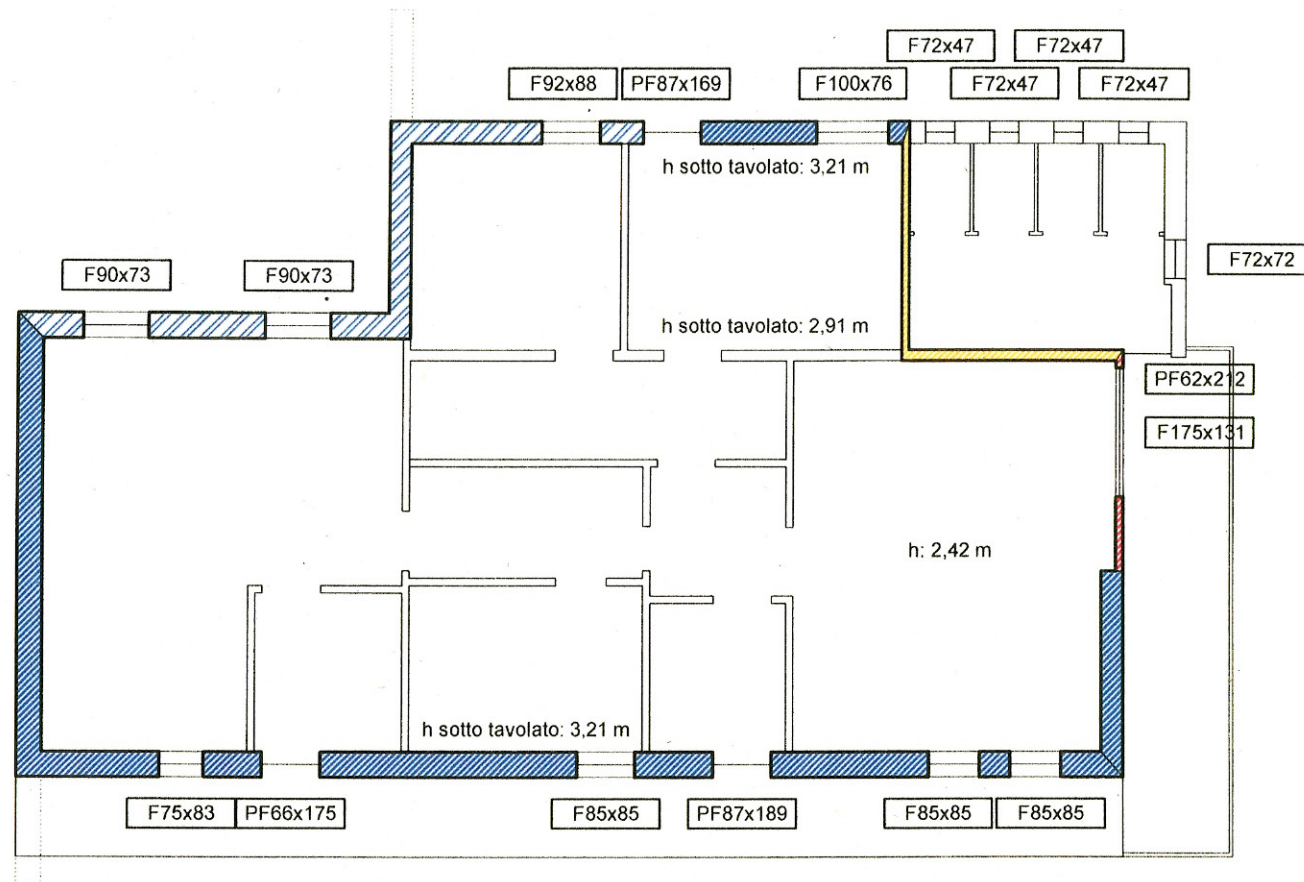 F72x47
F72x47
F92x88
PF87x169
F100x76
F72x47
F72x47
h sotto tavolato: 3,21 m
F90x73
F90x73
F72x72
h sotto tavolato: 2,91 m
PF62x212
F175x131
h: 2,42 m
h sotto tavolato: 3,21 m
F75x83
PF66x175
F85x85
PF87x189
F85x85
F85x85